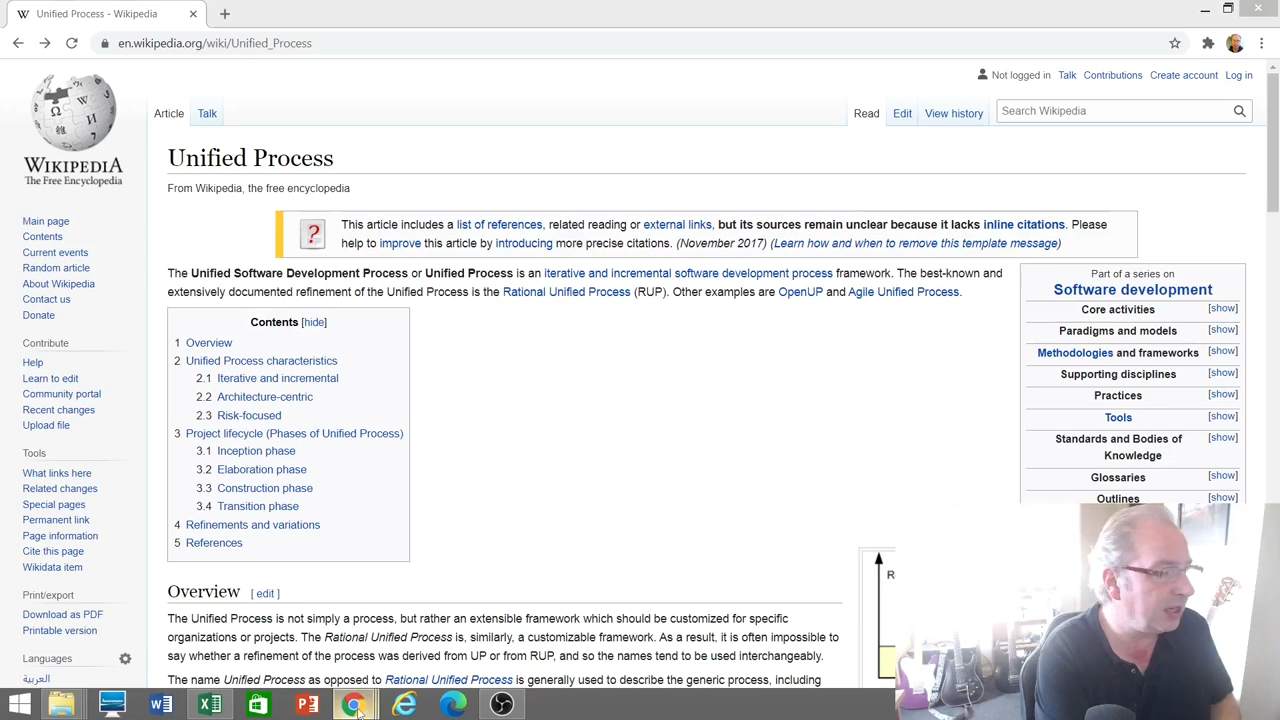 Unified Process - Wikipedia
en.wikipedia.org/wiki/Unified_Process
Not logged in Talk Contributions Create account Log in
Article Talk
Read Edit View history
Search Wikipedia
WIKIPEDIA
The Free Encyclopedia
Main page
Contents
Current events
Random article
About Wikipedia
Contact us
Donate
Contribute
Help
Learn to edit
Community portal
Recent changes
Upload file
Tools
What links here
Related changes
Special pages
Permanent link
Page information
Cite this page
Wikidata item
Print/export
Download as PDF
Printable version
Languages
العربية
Unified Process
From Wikipedia, the free encyclopedia
This article includes a list of references, related reading or external links, but its sources remain unclear because it lacks inline citations. Please
help to improve this article by introducing more precise citations. (November 2017) (Learn how and when to remove this template message)
The Unified Software Development Process or Unified Process is an iterative and incremental software development process framework. The best-known and
extensively documented refinement of the Unified Process is the Rational Unified Process (RUP). Other examples are OpenUP and Agile Unified Process.
Contents [hide]
1 Overview
2 Unified Process characteristics
2.1 Iterative and incremental
2.2 Architecture-centric
2.3 Risk-focused
3 Project lifecycle (Phases of Unified Process)
3.1 Inception phase
3.2 Elaboration phase
3.3 Construction phase
3.4 Transition phase
4 Refinements and variations
5 References
Part of a series on
Software development
Core activities [show]
Paradigms and models [show]
Methodologies and frameworks [show]
Supporting disciplines [show]
Practices [show]
Tools [show]
Standards and Bodies of [show]
Knowledge
Glossaries [show]
Outlines [show]
Overview [ edit ]
The Unified Process is not simply a process, but rather an extensible framework which should be customized for specific
organizations or projects. The Rational Unified Process is, similarly, a customizable framework. As a result, it is often impossible to
say whether a refinement of the process was derived from UP or from RUP, and so the names tend to be used interchangeably.
The name Unified Process as opposed to Rational Unified Process is generally used to describe the generic process, including
R